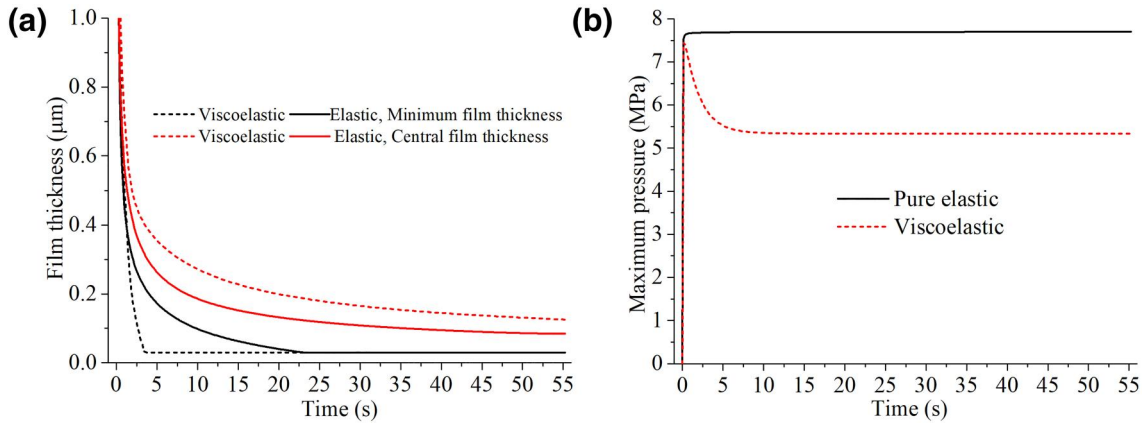 (a)
1.0
0.8
0.6
0.4
0.2
0.0
Film thickness (μm)
Viscoelastic Elastic, Minimum film thickness
Viscoelastic Elastic, Central film thickness
0 5 10 15 20 25 30 35 40 45 50 55
Time (s)
(b)
8
7
6
5
4
3
2
1
0
Maximum pressure (MPa)
Pure elastic
Viscoelastic
0 5 10 15 20 25 30 35 40 45 50 55
Time (s)